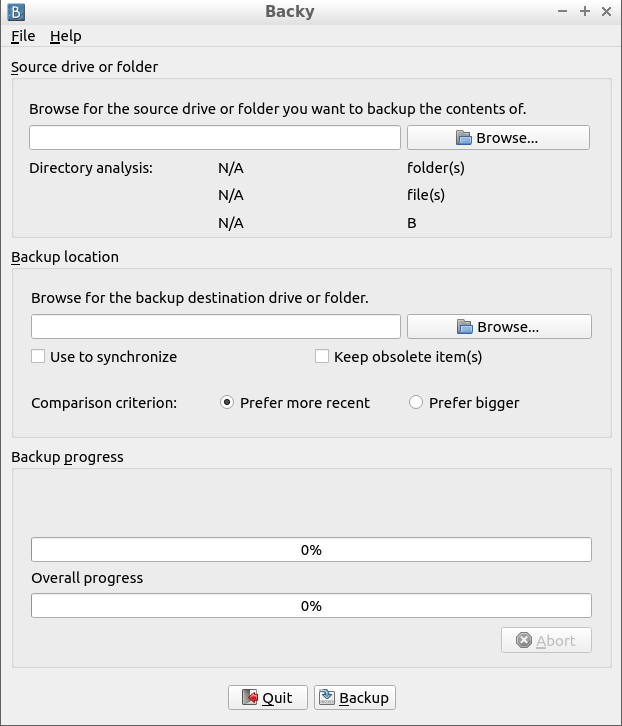 B
Backy
File Help
Source drive or folder
Browse for the source drive or folder you want to backup the contents of.
Browse...
Directory analysis: N/A folder(s)
N/A file(s)
N/A B
Backup location
Browse for the backup destination drive or folder.
Browse...
Use to synchronize Keep obsolete item(s)
Comparison criterion: Prefer more recent Prefer bigger
Backup progress
0%
Overall progress
0%
Abort
Quit Backup